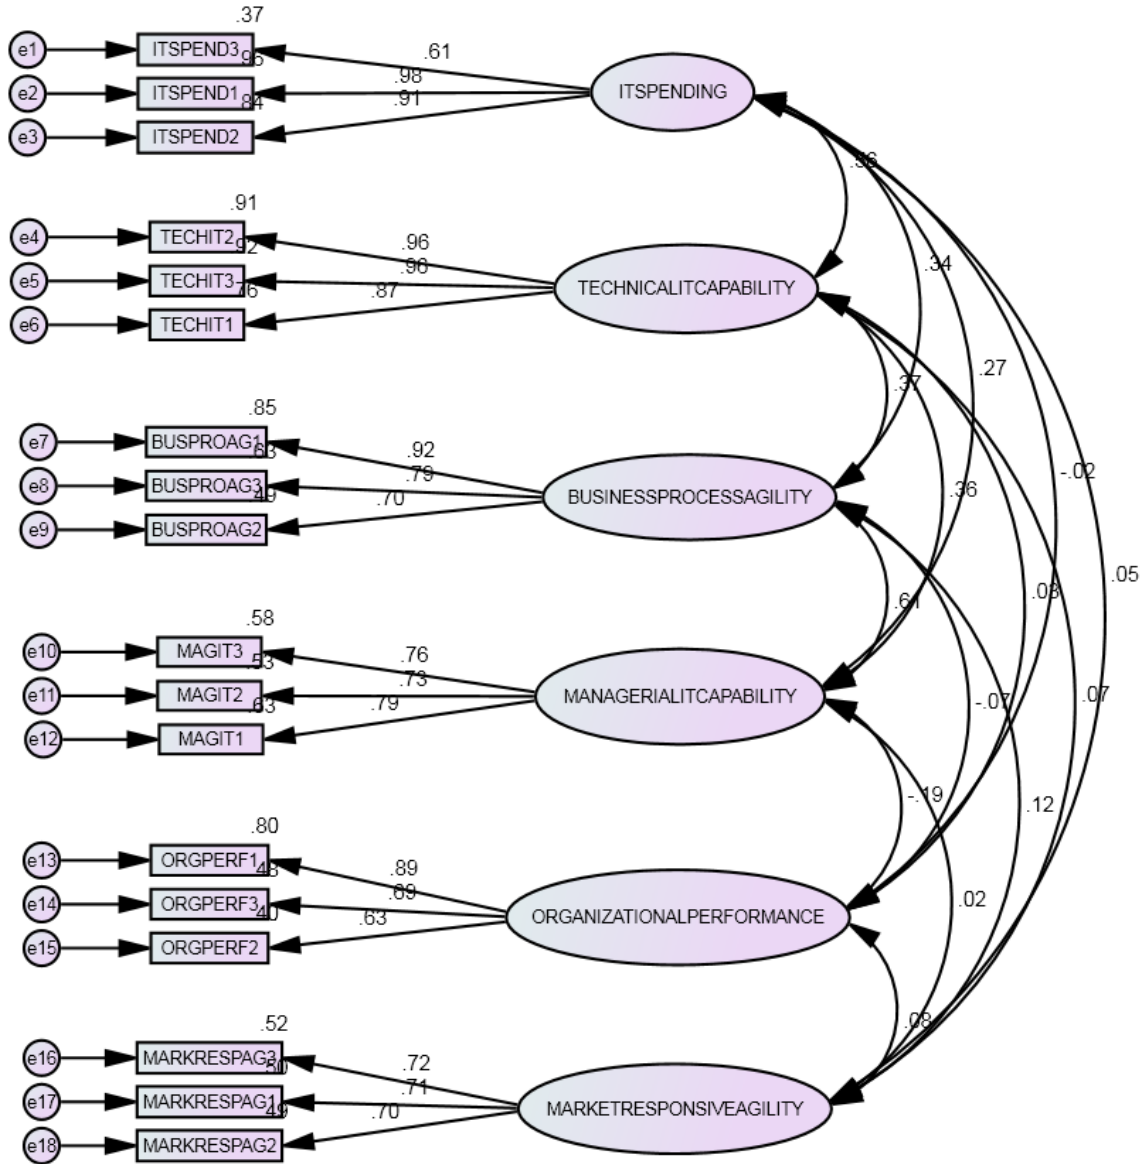 .37
e1 ITSPEND3 .61
.98
e2 ITSPEND1 .91 ITSPENDING
.84
e3 ITSPEND2
.91
e4 TECHIT2 .96
.92 .96
e5 TECHIT3 .87 TECHNICALITCAPABILITY
.76
e6 TECHIT1
.34
.27
.37
.85
e7 BUSPROAG1 .92
.63 .79
e8 BUSPROAG3 .70 BUSINESSPROCESSAGILITY
.49
e9 BUSPROAG2
-.02
.36
.05
.03
.61
.58
e10 MAGIT3 .76
.53 .73
e11 MAGIT2 .79 MANAGERIALITCAPABILITY
.63
e12 MAGIT1
-.07
.07
-.19
.12
.80
e13 ORGPERF1 .89
.48 .69
e14 ORGPERF3 .63 ORGANIZATIONALPERFORMANCE
.40
e15 ORGPERF2
.02
.08
.52
e16 MARKRESPAG3 .72
.50 .71
e17 MARKRESPAG1 .70 MARKETRESPONSIVEAGILITY
.49
e18 MARKRESPAG2